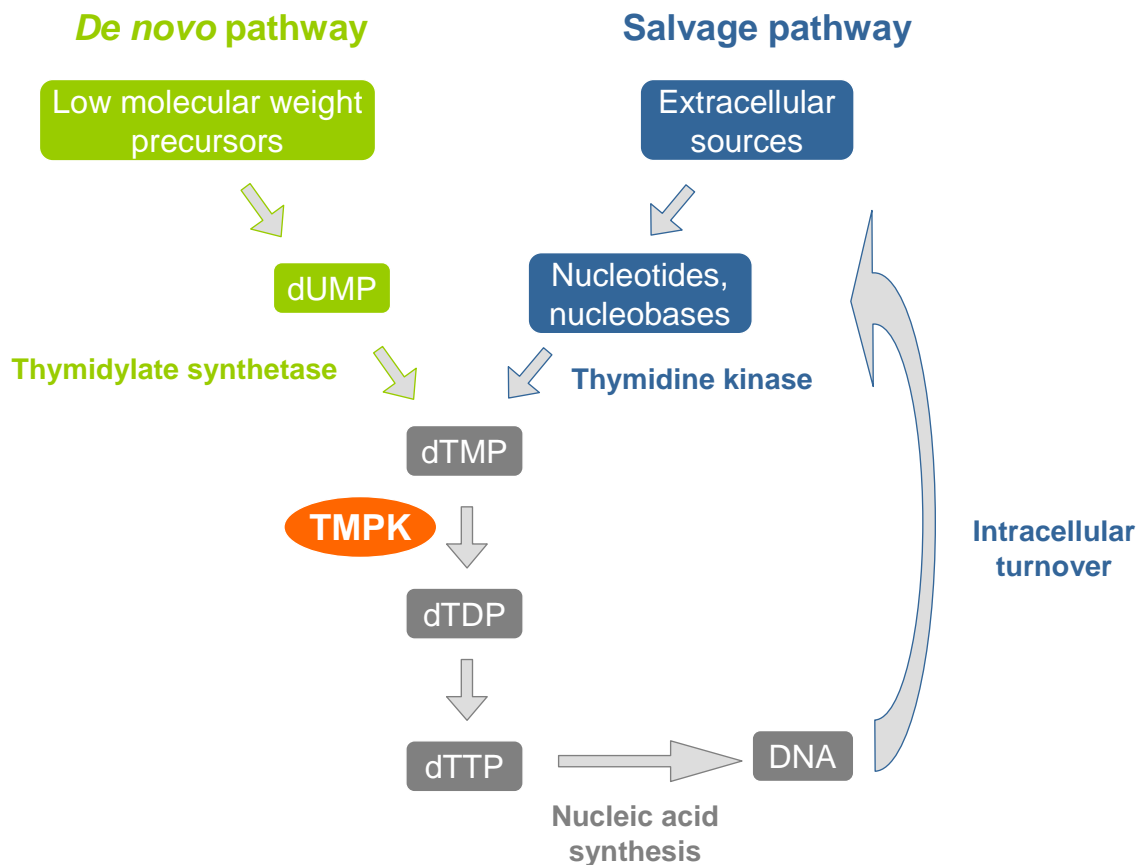 De novo pathway
Salvage pathway
Low molecular weight
precursors
Extracellular
sources
dUMP
Nucleotides,
nucleobases
Thymidylate synthetase
Thymidine kinase
dTMP
TMPK
Intracellular
turnover
dTDP
dTTP
DNA
Nucleic acid
synthesis